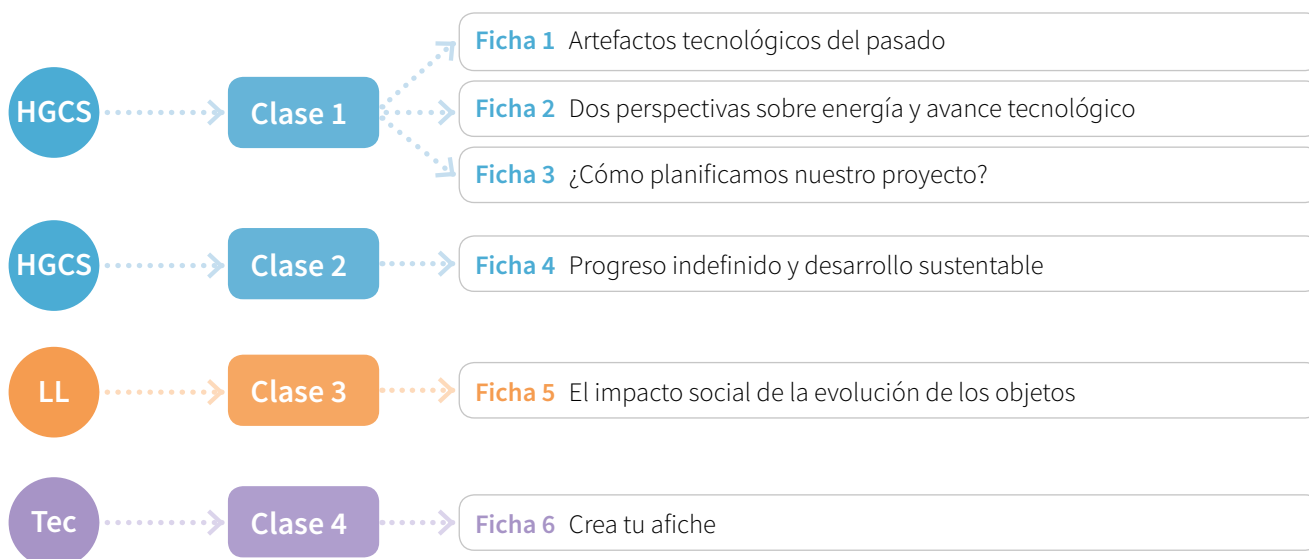 HGCS
Clase 1
Ficha 1 Artefactos tecnológicos del pasado
Ficha 2 Dos perspectivas sobre energía y avance tecnológico
Ficha 3 ¿Cómo planificamos nuestro proyecto?
HGCS
Clase 2
Ficha 4 Progreso indefinido y desarrollo sustentable
LL
Clase 3
Ficha 5 El impacto social de la evolución de los objetos
Tec
Clase 4
Ficha 6 Crea tu afiche